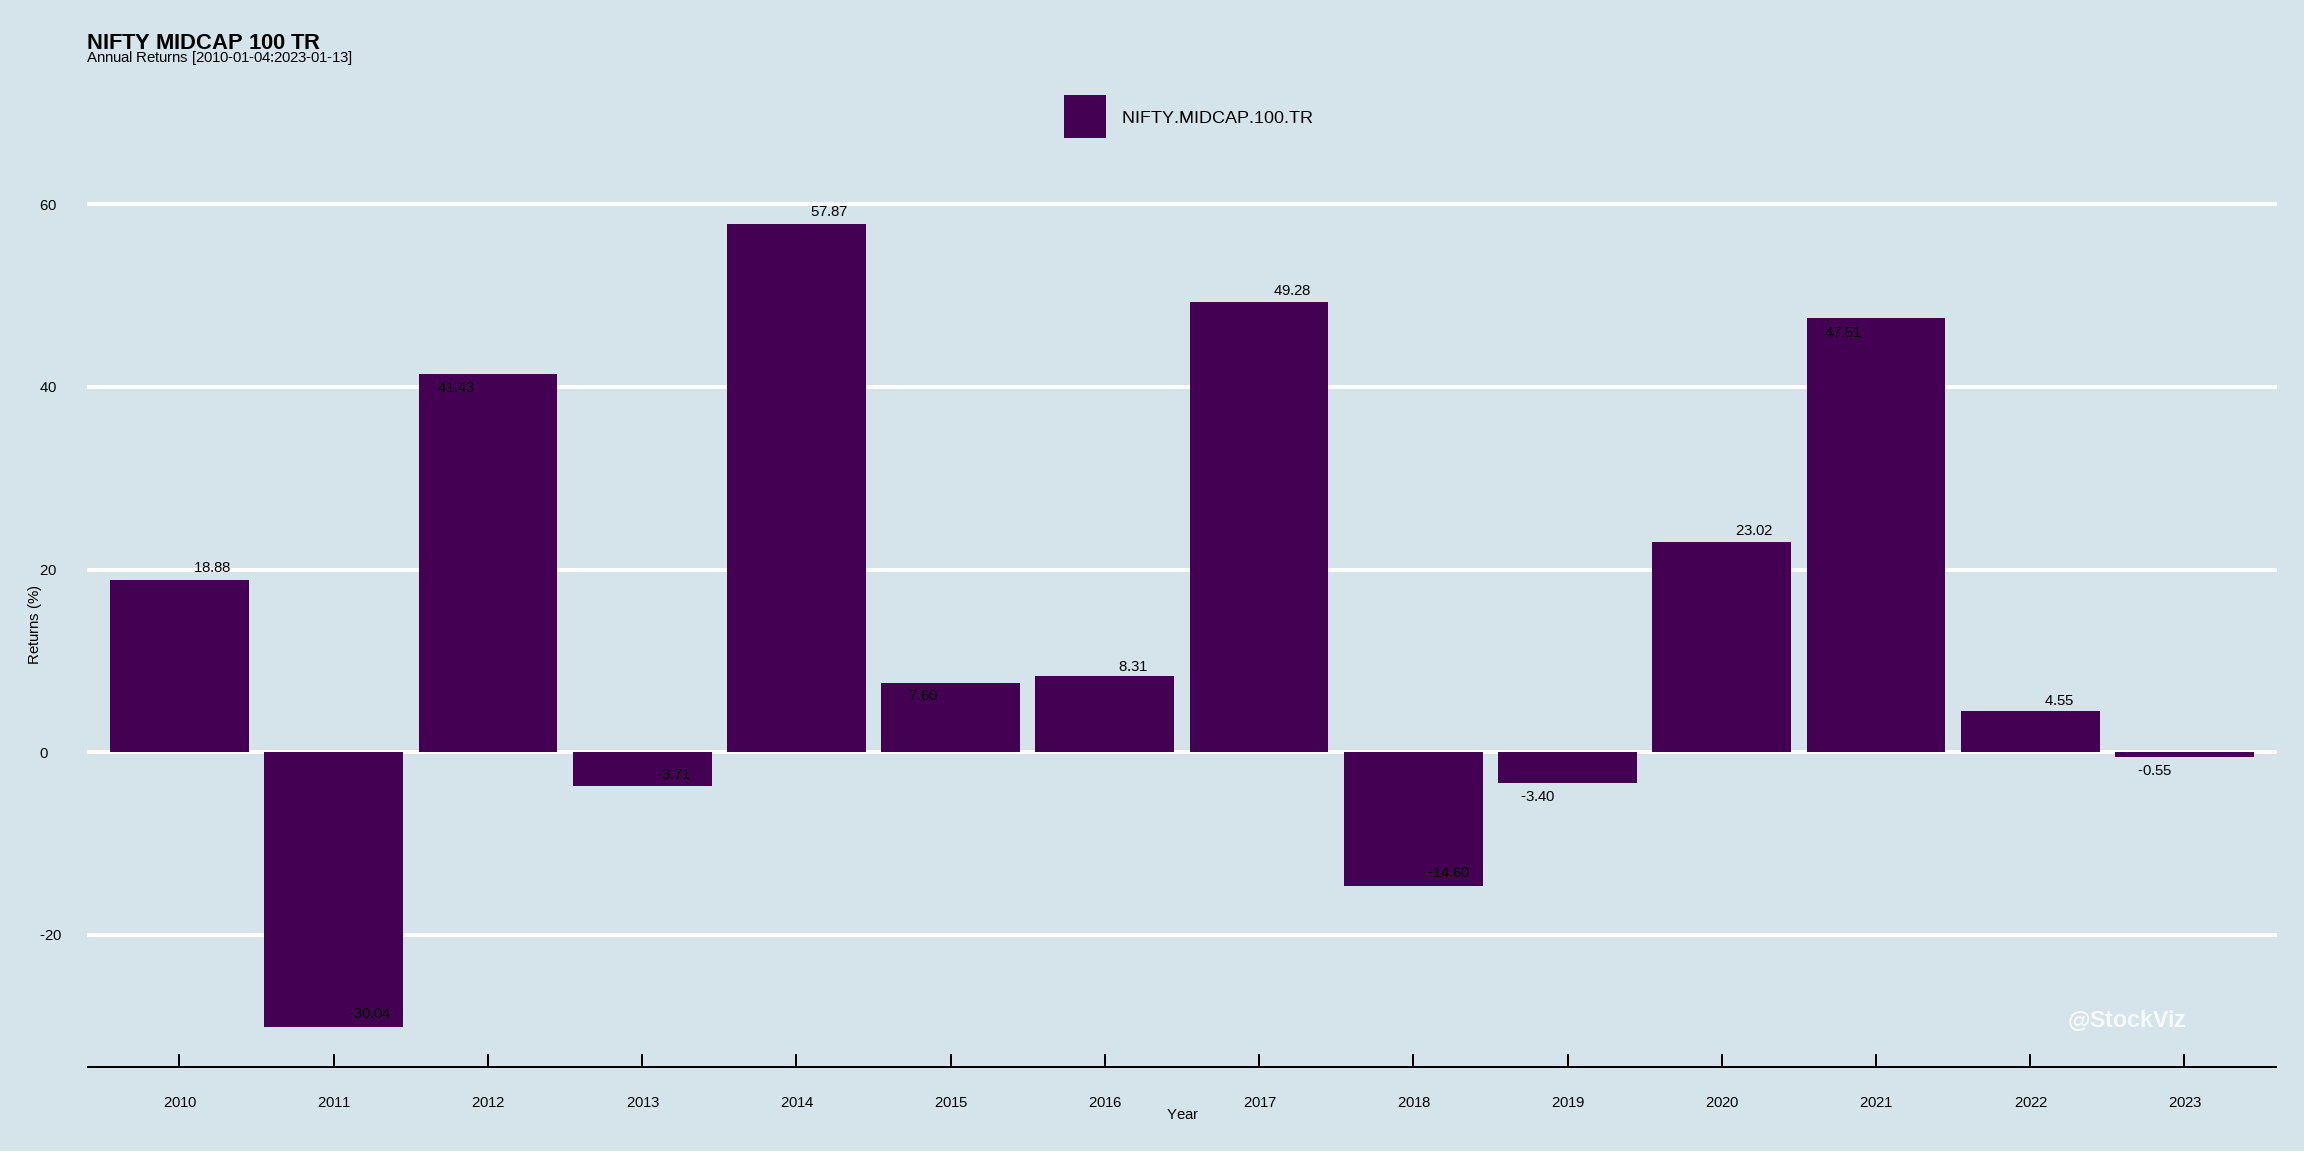 NIFTY MIDCAP 100 TR
Annual Returns [2010-01-04:2023-01-13]
NIFTY.MIDCAP.100.TR
60
57.87
49.28
47.51
40
41.43
23.02
20
18.88
Returns (%)
8.31
7.60
4.55
0
-0.55
-3.71
-3.40
-14.60
-20
-30.04
@StockViz
2010 2011 2012 2013 2014 2015 2016 2017 2018 2019 2020 2021 2022 2023
Year